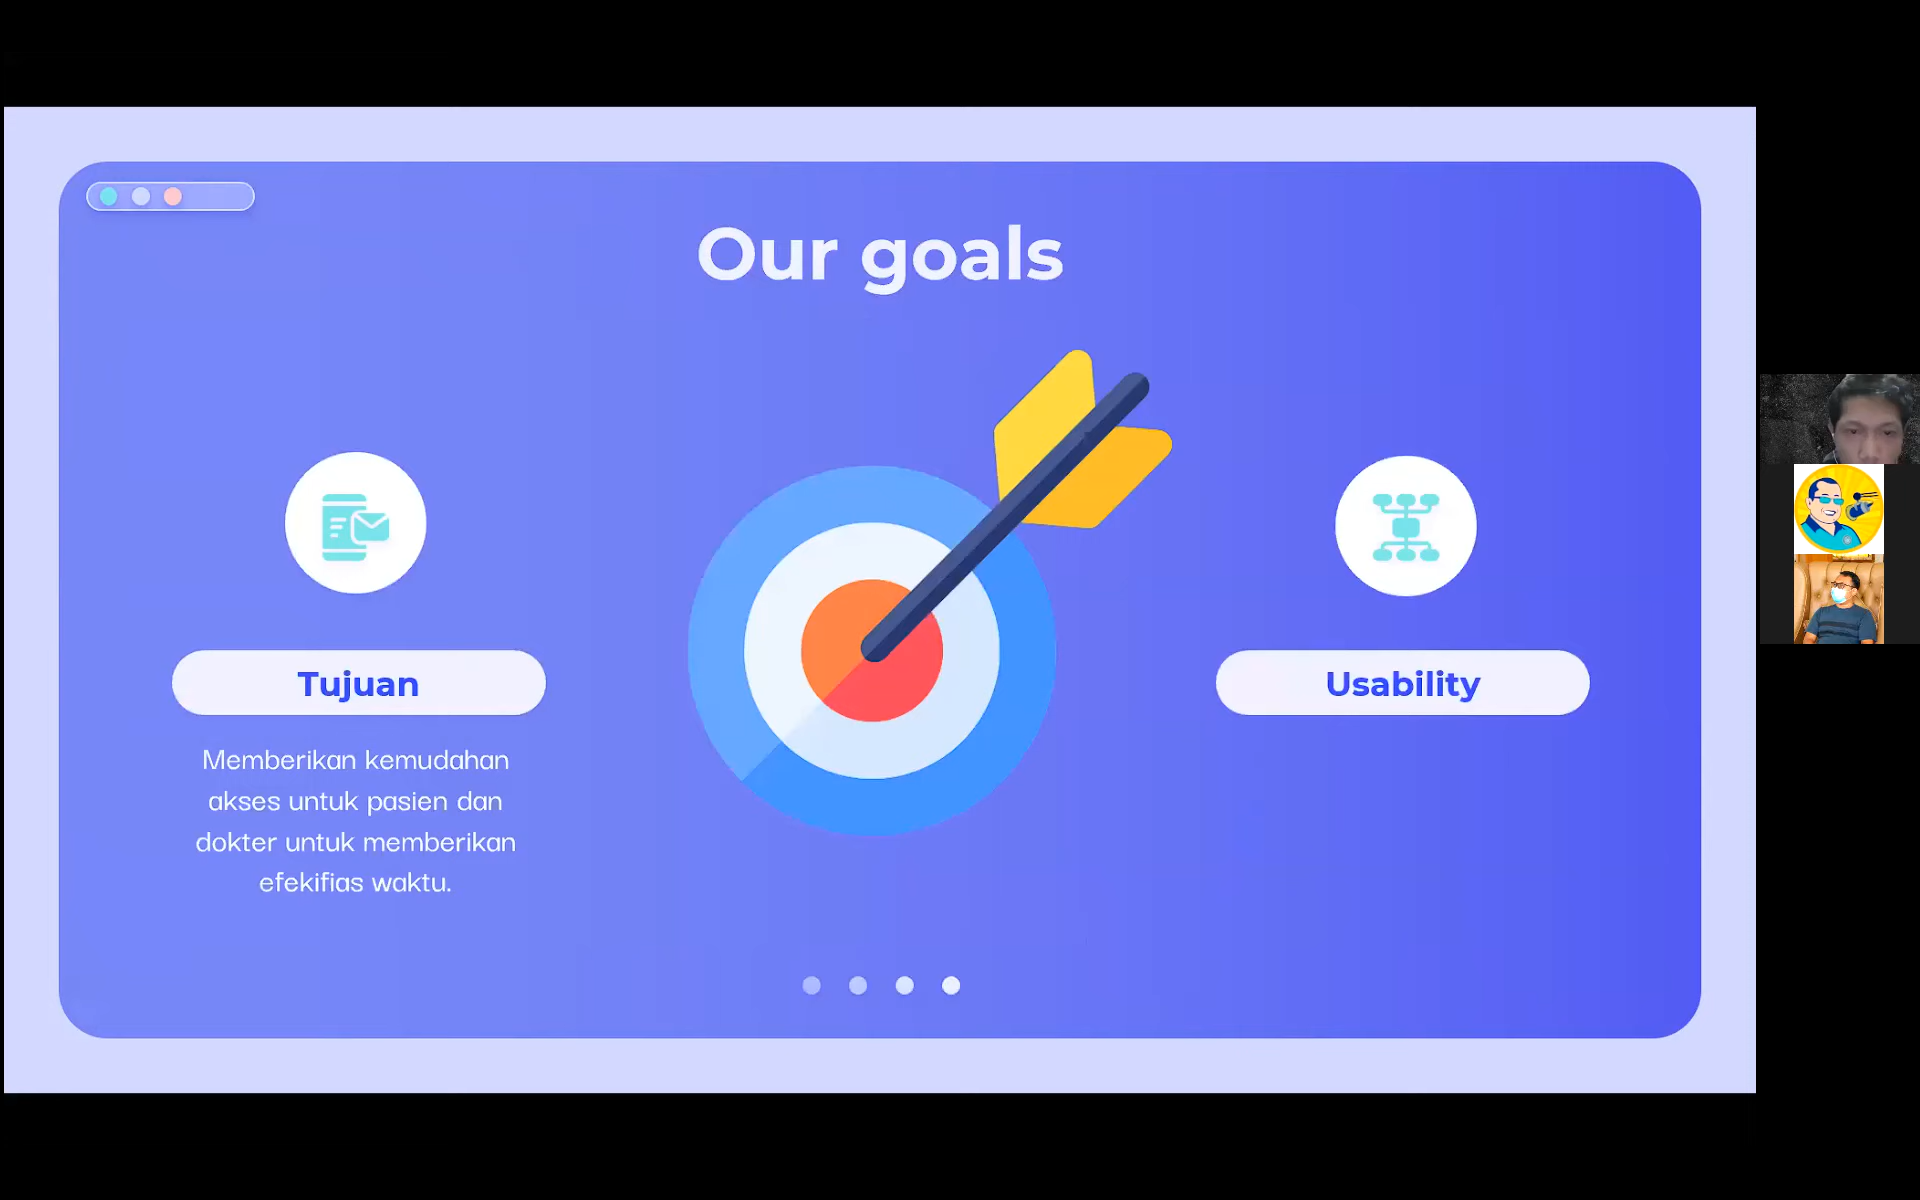 Our goals
Tujuan
Memberikan kemudahan
akses untuk pasien dan
dokter untuk memberikan
efekifias waktu.
Usability